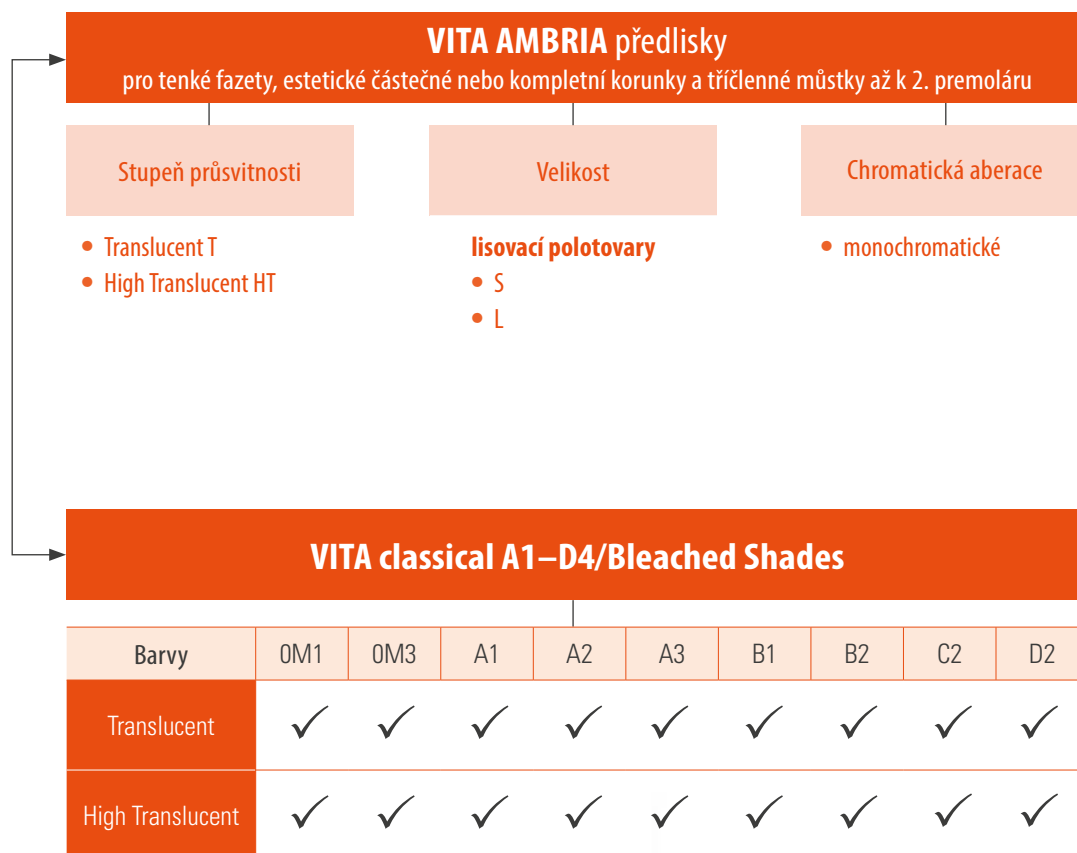 VITA AMBRIA předlisky
pro tenké fazety, estetické částečné nebo kompletní korunky a tříčlenné můstky až k 2. premoláru
Stupeň průsvitnosti
Velikost
Chromatická aberace
• Translucent T
• High Translucent HT
lisovací polotovary
• S
• L
• monochromatické
VITA classical A1–D4/Bleached Shades
Barvy 0M1 0M3 A1 A2 A3 B1 B2 C2 D2
Translucent ✓ ✓ ✓ ✓ ✓ ✓ ✓ ✓ ✓
High Translucent ✓ ✓ ✓ ✓ ✓ ✓ ✓ ✓ ✓